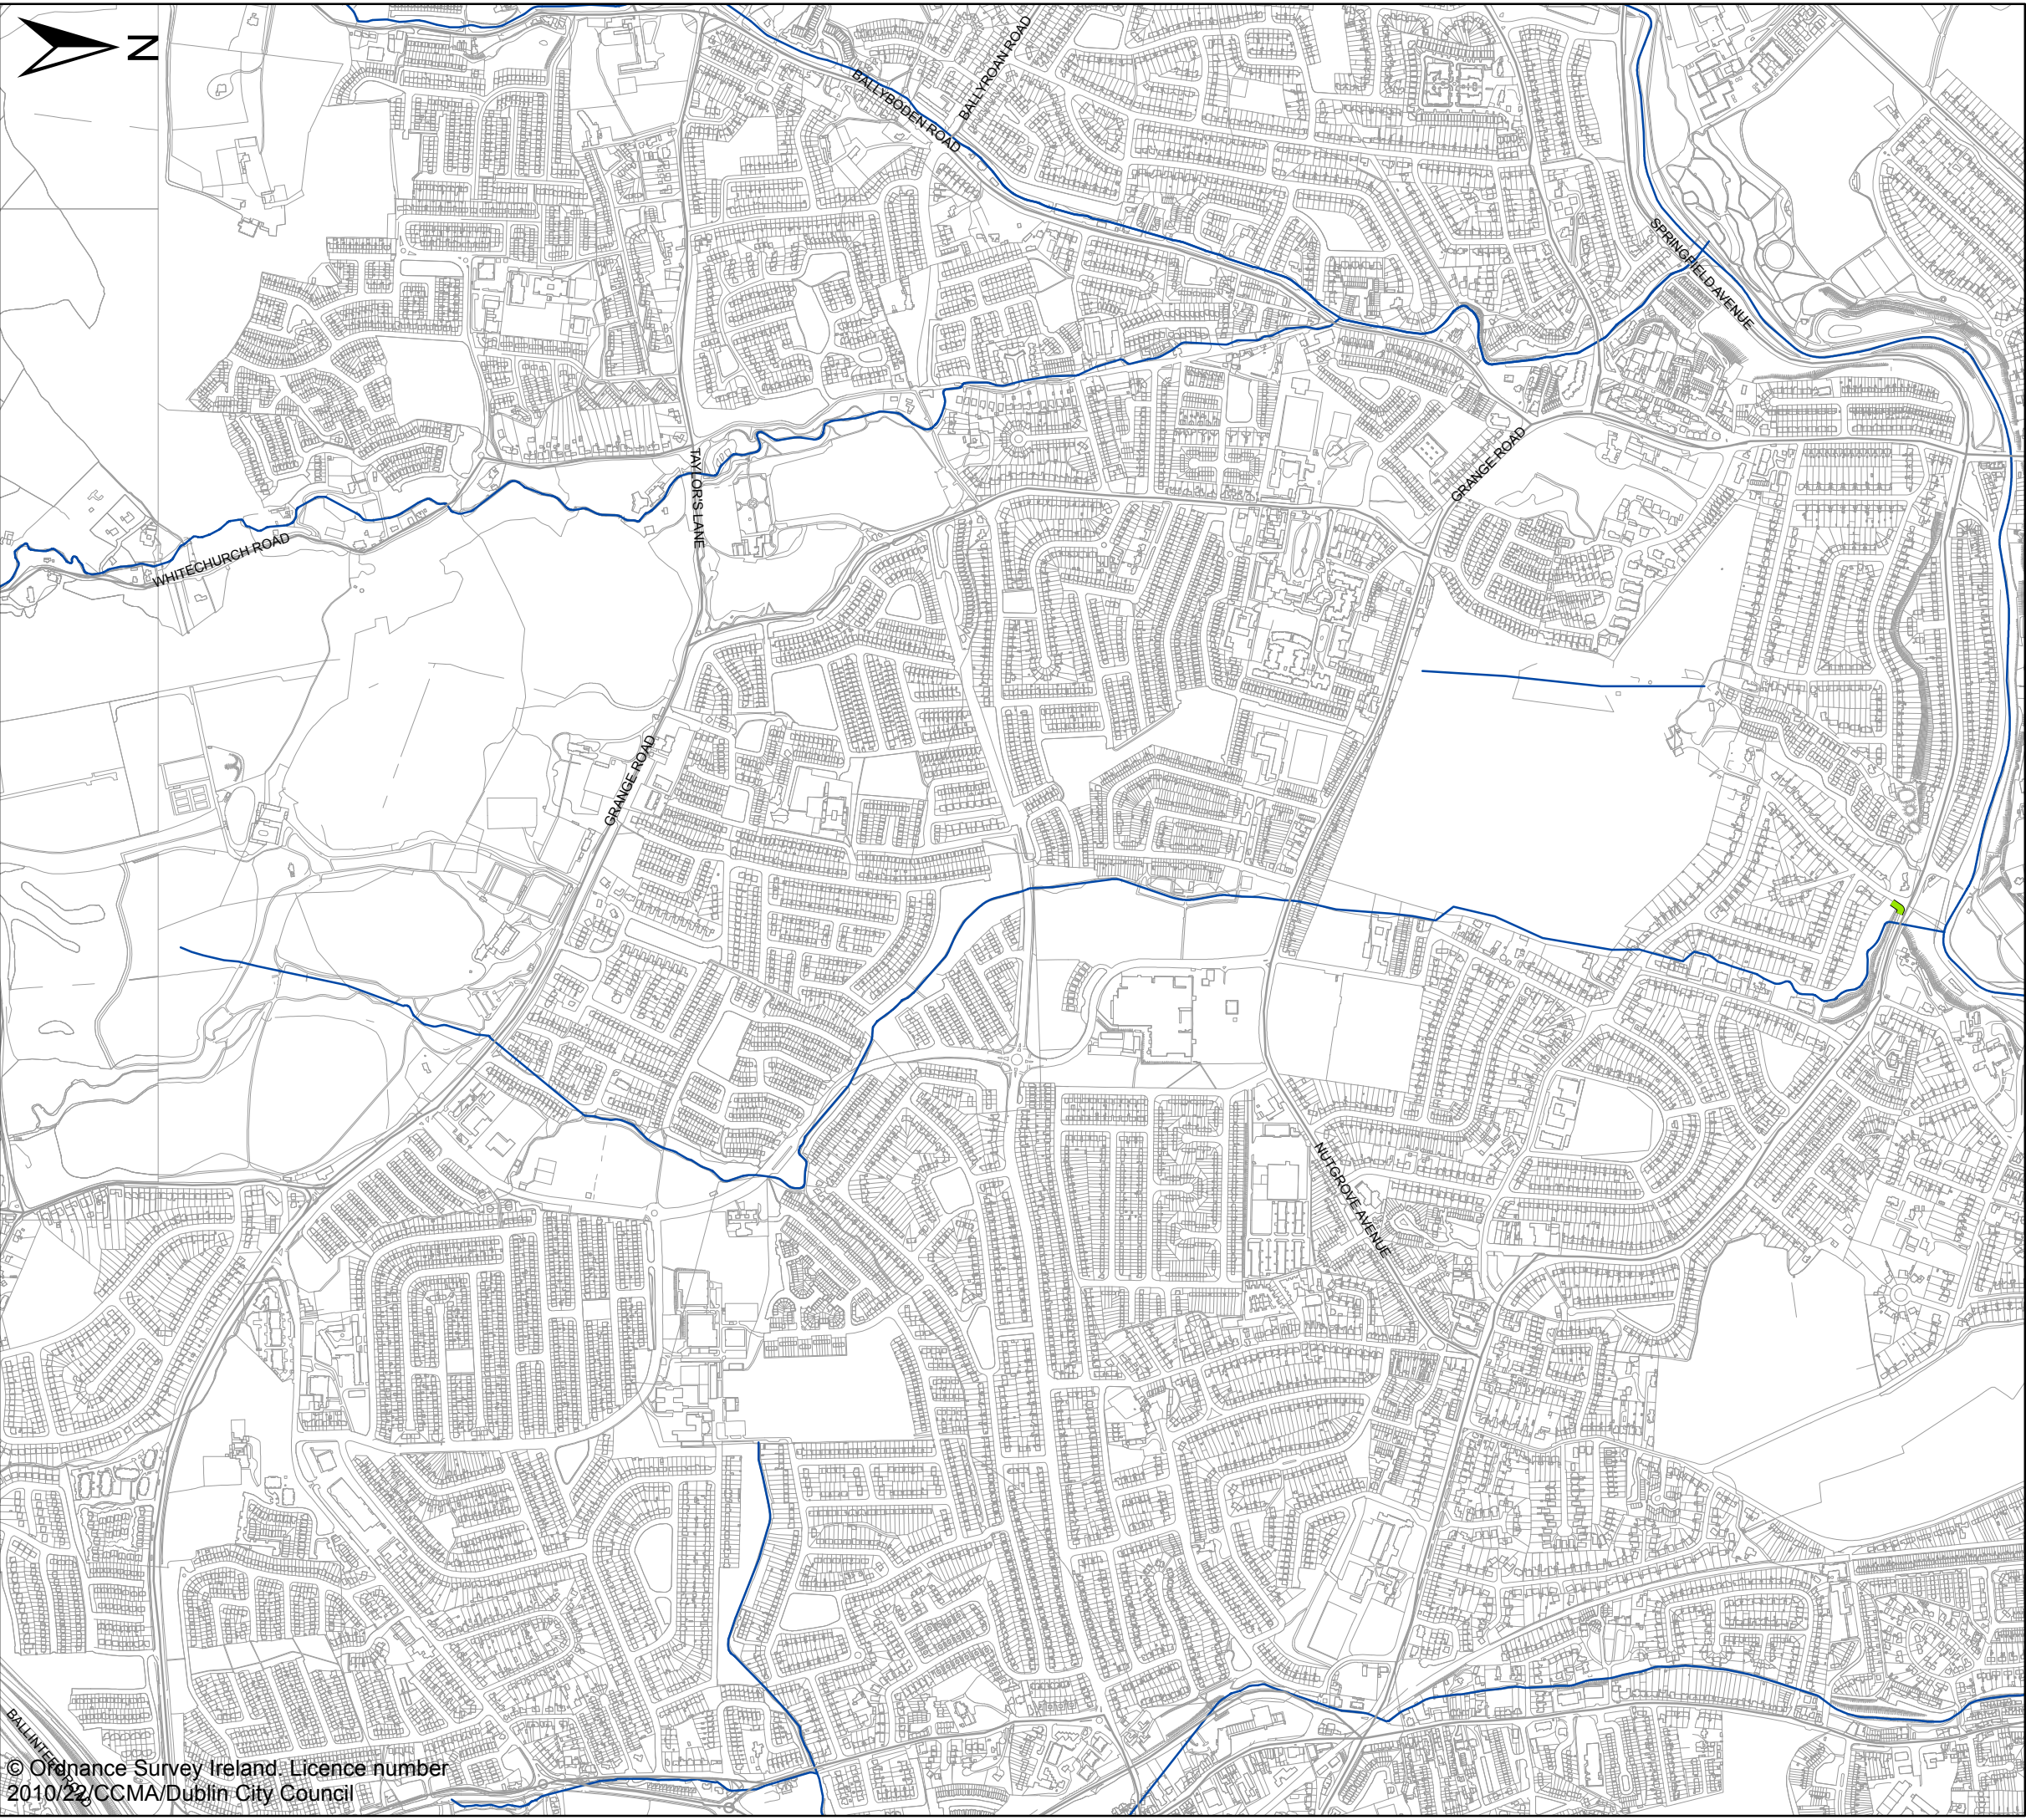 N
BALLYROAN ROAD
BALLYBODEN ROAD
SPRINGFIELD AVENUE
TAYLOR'S LANE
GRANGE ROAD
WHITECHURCH ROAD
GRANGE ROAD
NUTGROVE AVENUE
© Ordnance Survey Ireland. Licence number
2010/22/CCMA/Dublin City Council